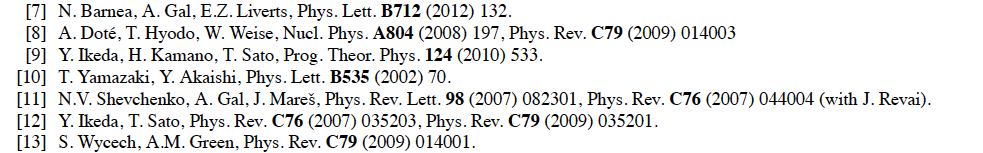 [7] N. Barnea, A. Gal, E.Z. Liverts, Phys. Lett. B712 (2012) 132.
[8] A. Doté, T. Hyodo, W. Weise, Nucl. Phys. A804 (2008) 197, Phys. Rev. C79 (2009) 014003
[9] Y. Ikeda, H. Kamano, T. Sato, Prog. Theor. Phys. 124 (2010) 533.
[10] T. Yamazaki, Y. Akaishi, Phys. Lett. B535 (2002) 70.
[11] N.V. Shevchenko, A. Gal, J. Mareš, Phys. Rev. Lett. 98 (2007) 082301, Phys. Rev. C76 (2007) 044004 (with J. Revai).
[12] Y. Ikeda, T. Sato, Phys. Rev. C76 (2007) 035203, Phys. Rev. C79 (2009) 035201.
[13] S. Wycech, A.M. Green, Phys. Rev. C79 (2009) 014001.